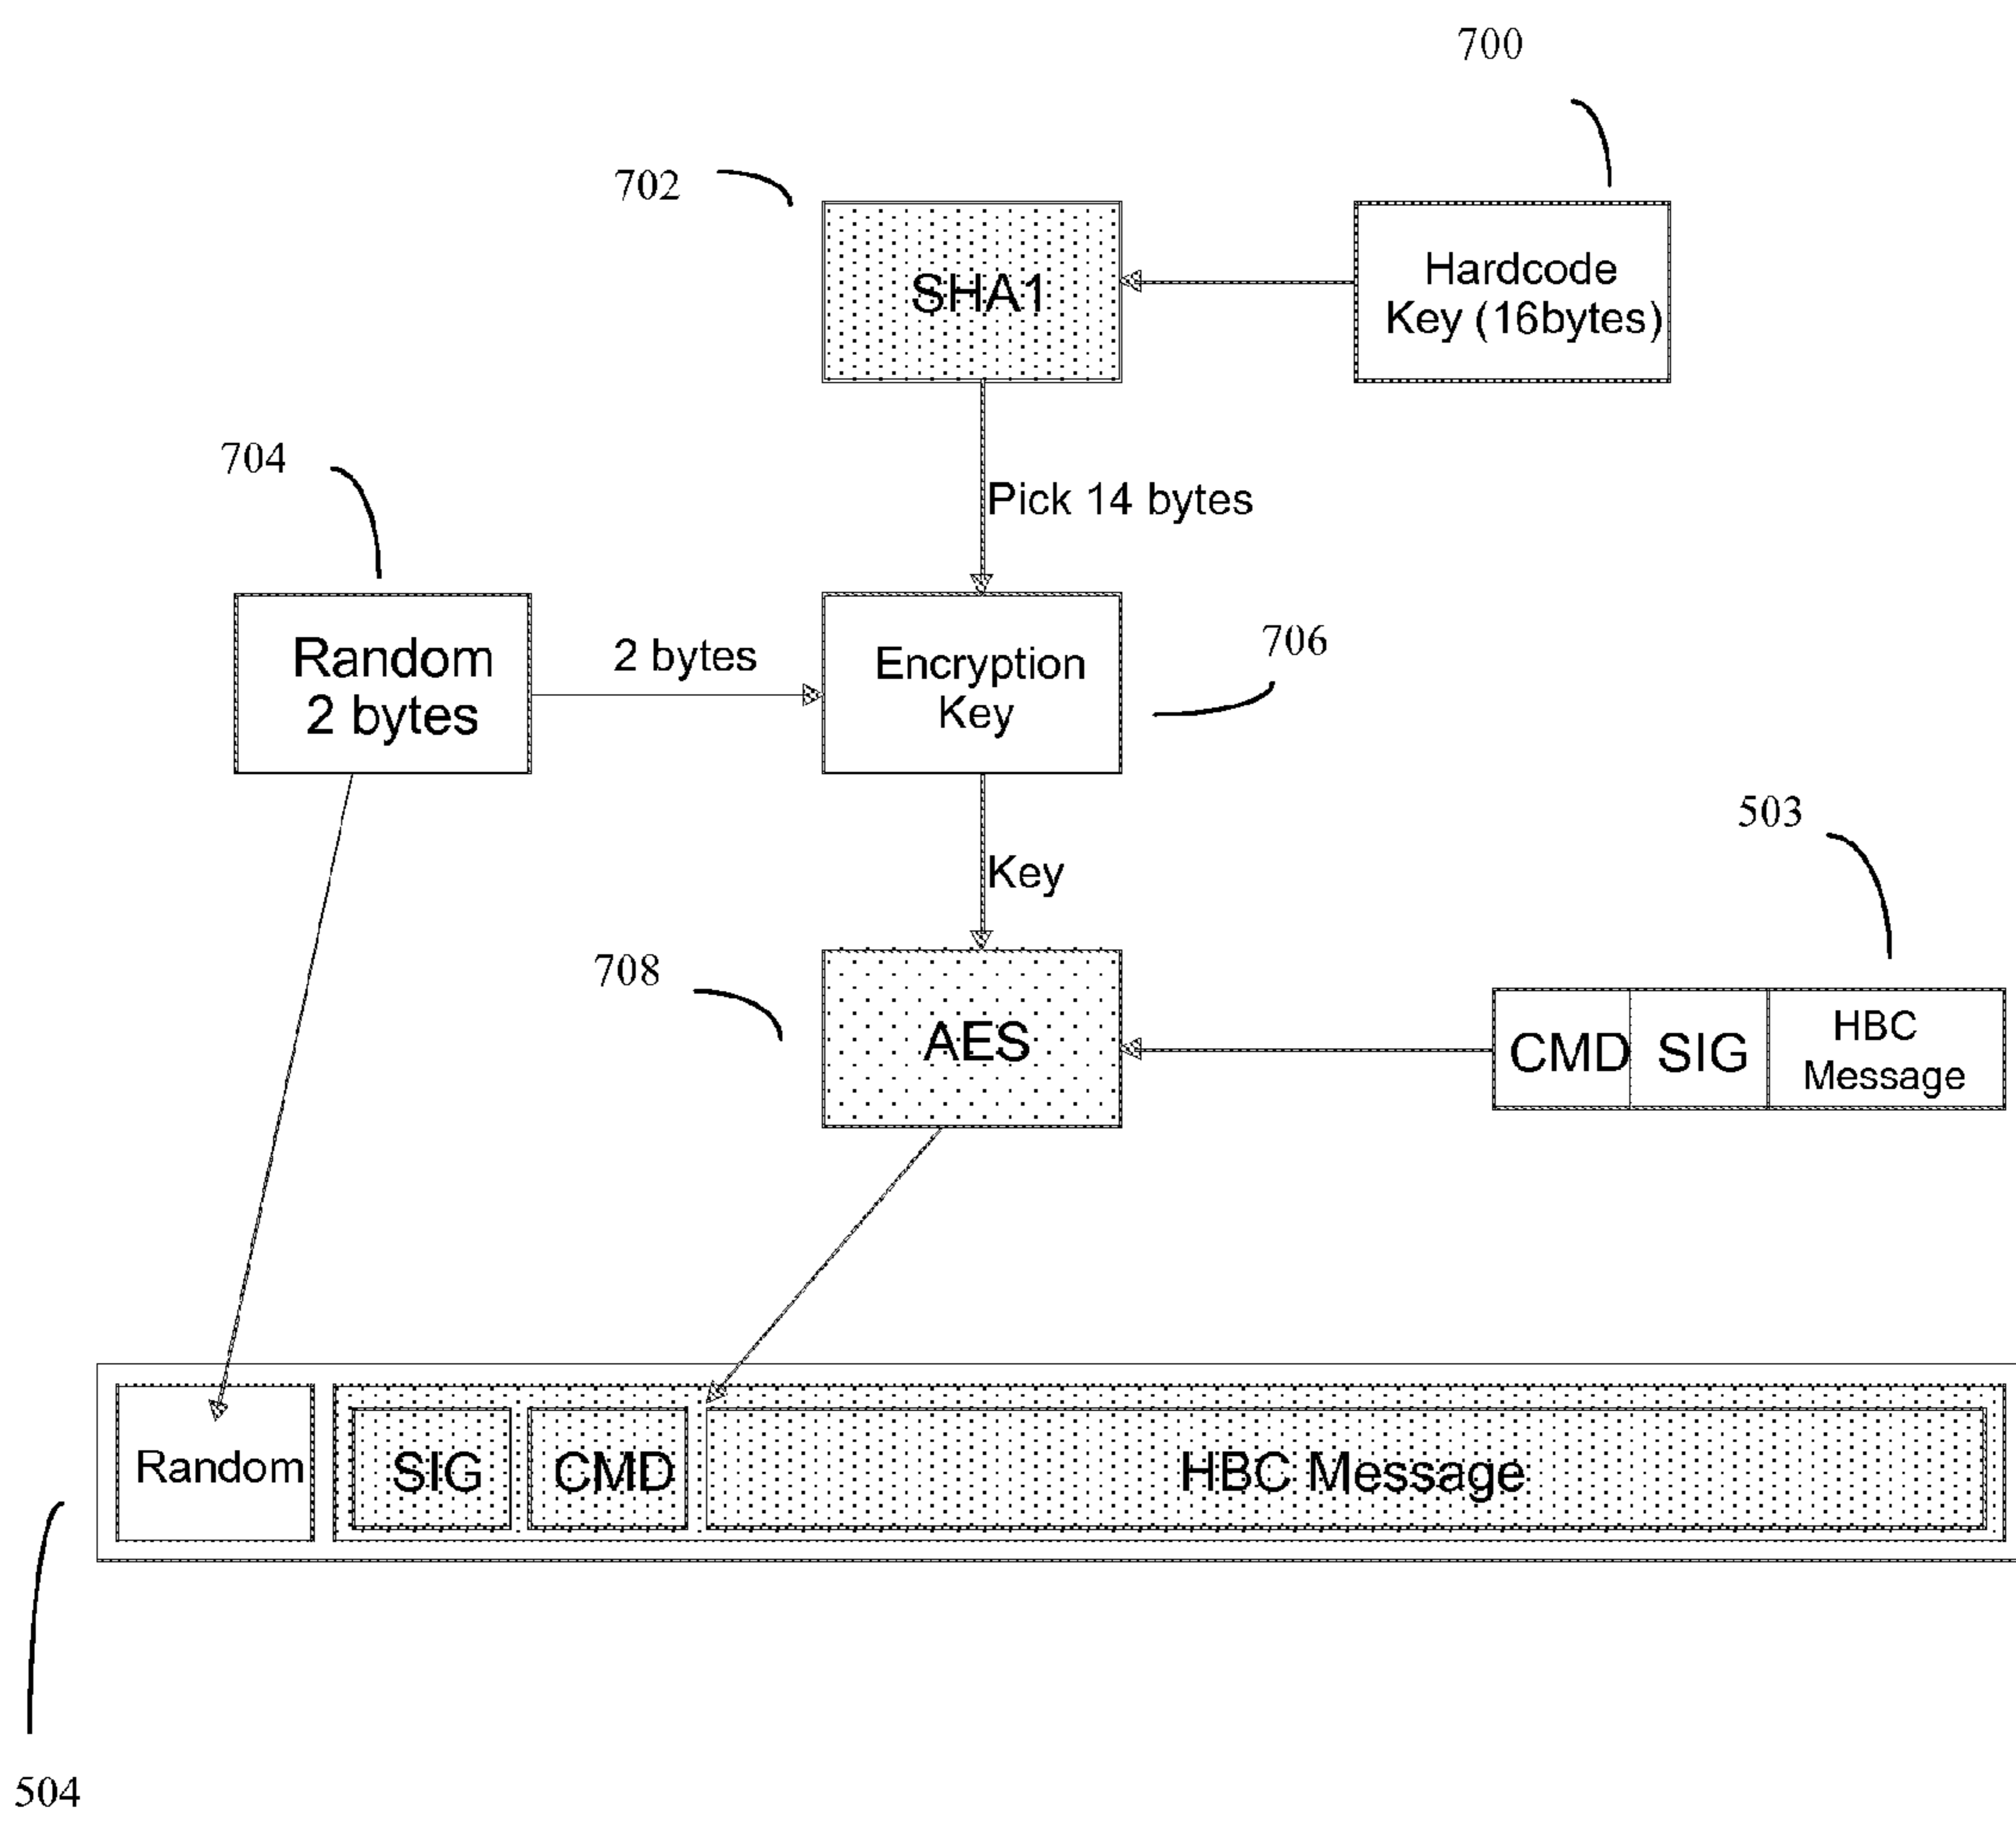 700
702
SHA1
Hardcode
Key (16bytes)
704
Pick 14 bytes
Random
2 bytes
2 bytes
Encryption
Key
706
503
Key
708
AES
CMD SIG HBC
Message
Random SIG CMD HBC Message
504